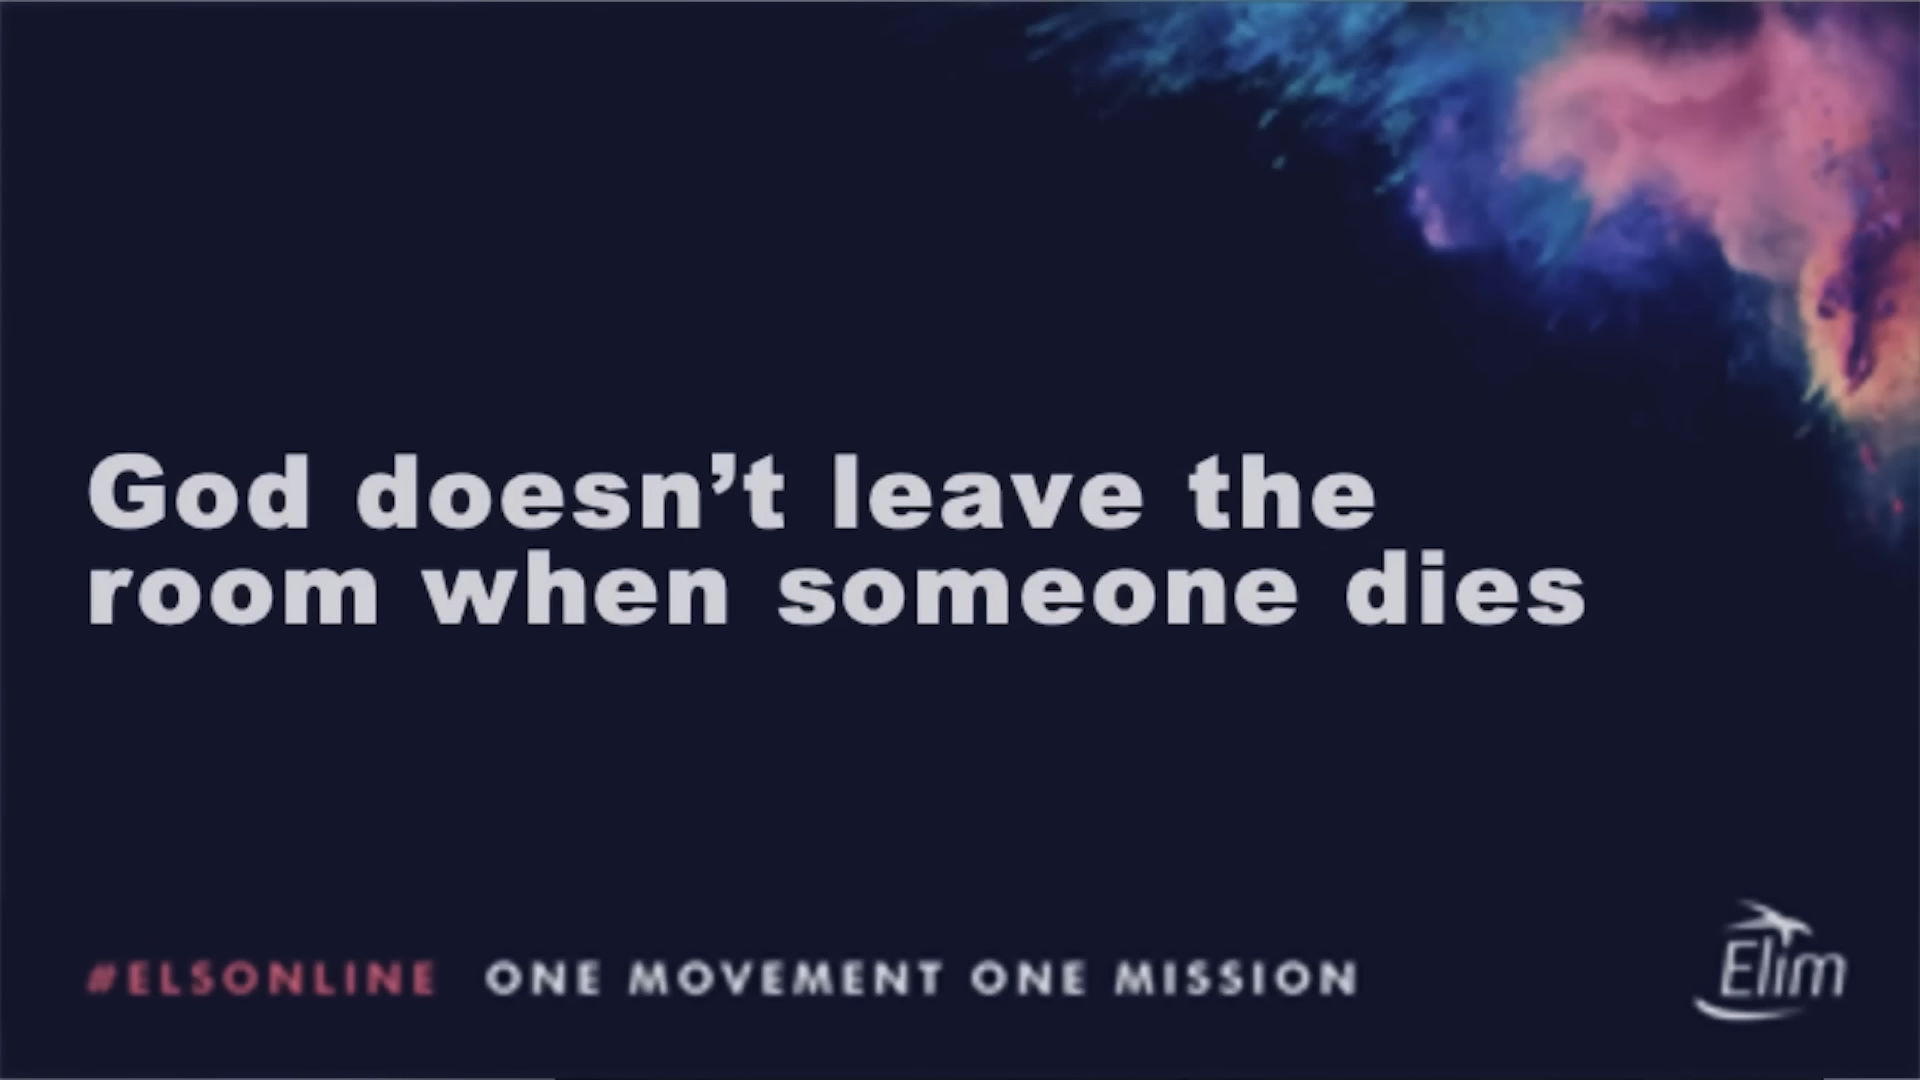 God doesn’t leave the
room when someone dies
#ELSONLINE ONE MOVEMENT ONE MISSION
Elim